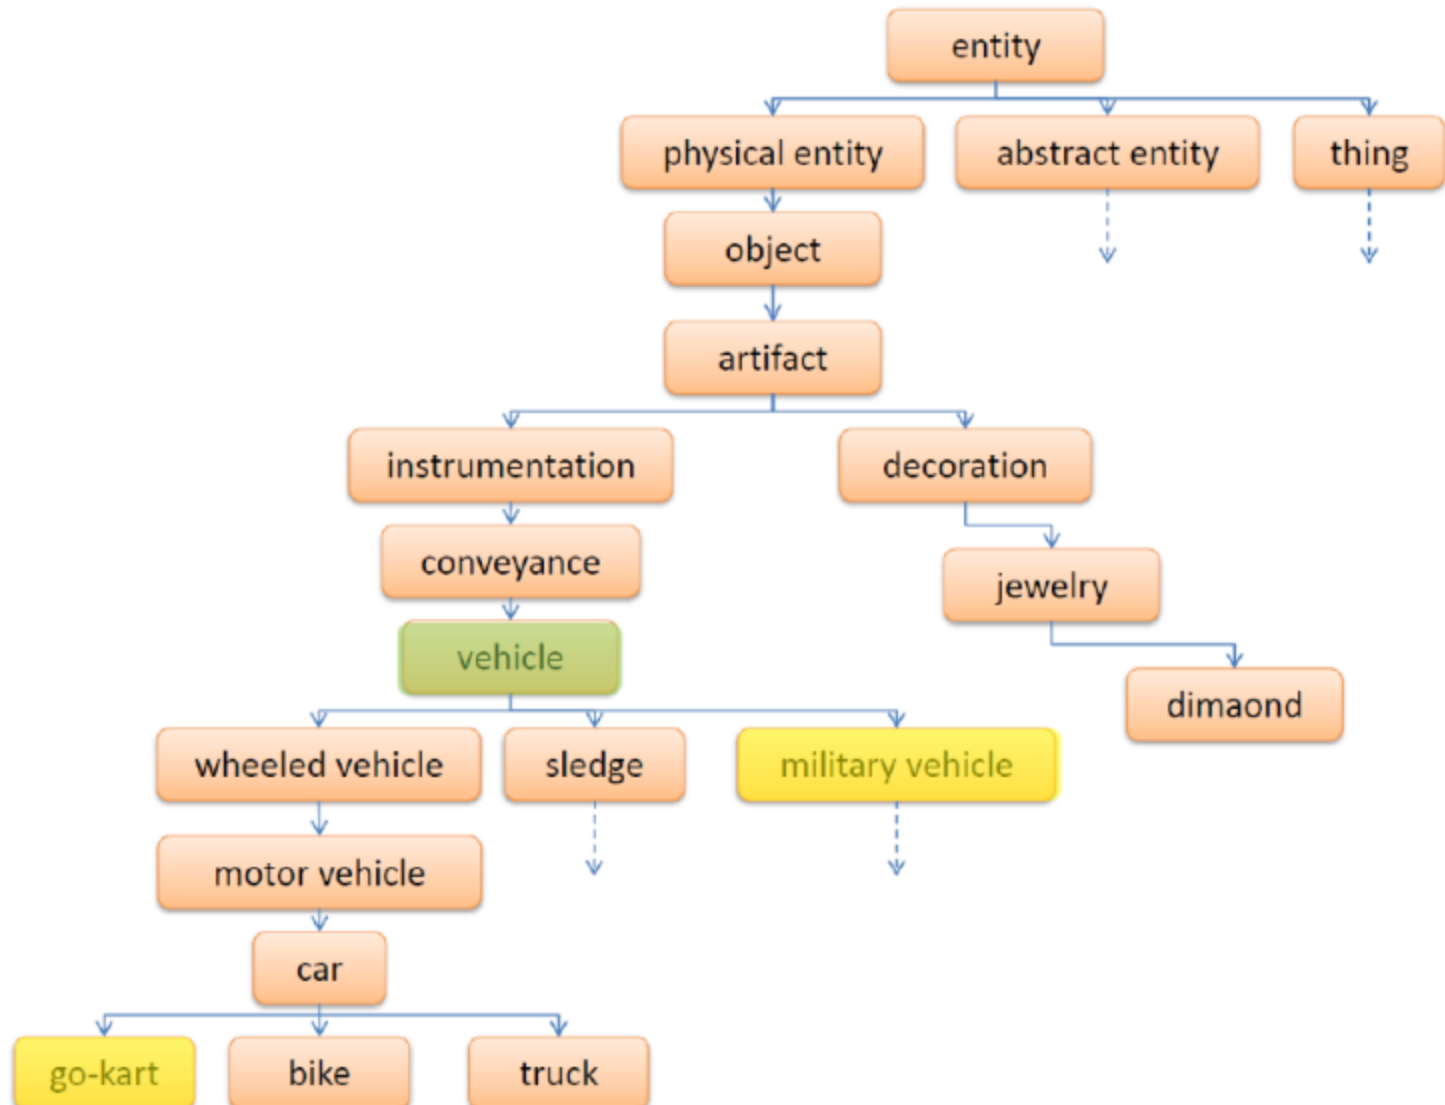 entity
physical entity
abstract entity
thing
object
artifact
instrumentation
decoration
conveyance
jewelry
vehicle
dimaond
wheeled vehicle
sledge
military vehicle
motor vehicle
car
go-kart
bike
truck